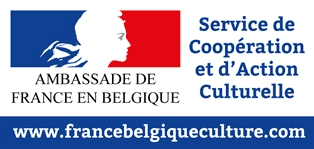 AMBASSADE DE
FRANCE EN BELGIQUE
Service de
Coopération
et d'Action
Culturelle
www.francebelgiqueculture.com